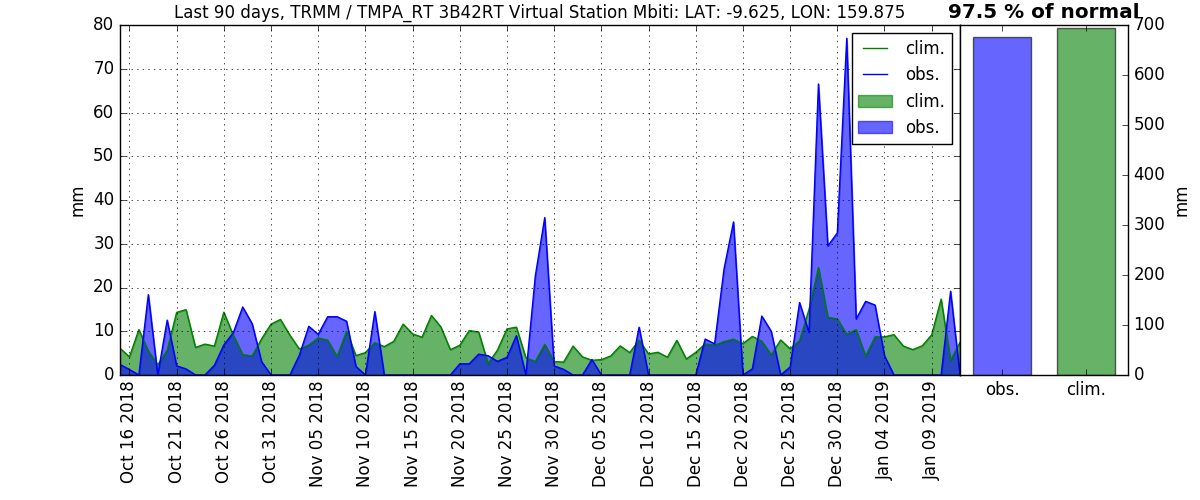 Last 90 days, TRMM / TMPA_RT 3B42RT Virtual Station Mbiti: LAT: -9.625, LON: 159.875
97.5 % of normal
80
70
60
50
40
30
20
10
0
mm
clim.
obs.
clim.
obs.
Oct 16 2018
Oct 21 2018
Oct 26 2018
Oct 31 2018
Nov 05 2018
Nov 10 2018
Nov 15 2018
Nov 20 2018
Nov 25 2018
Nov 30 2018
Dec 05 2018
Dec 10 2018
Dec 15 2018
Dec 20 2018
Dec 25 2018
Dec 30 2018
Jan 04 2019
Jan 09 2019
700
600
500
400
300
200
100
0
mm
obs.
clim.